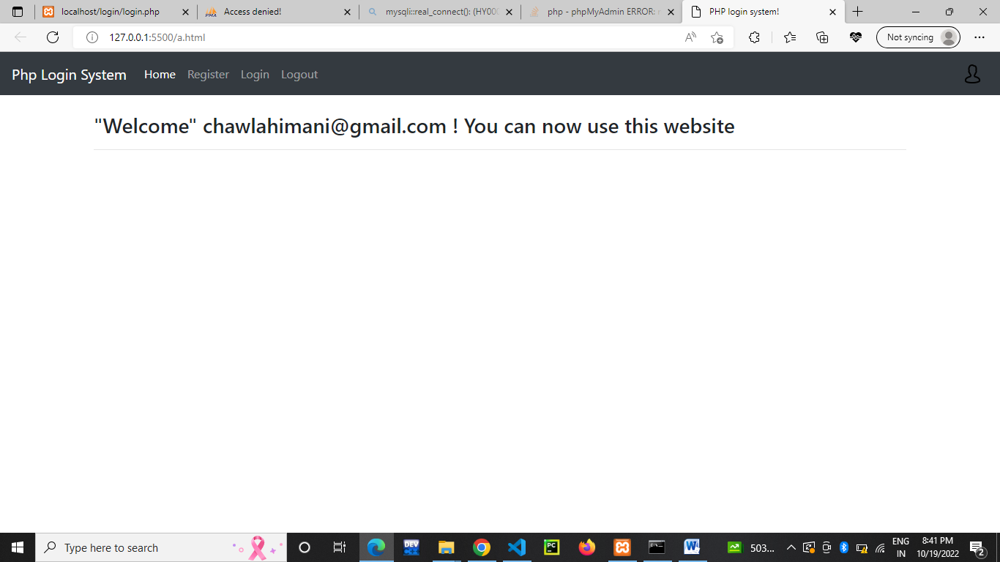 localhost/login/login.php
Access denied!
mysqli::real_connect(): (HY00
php - phpMyAdmin ERROR:
PHP login system!
127.0.0.1:5500/a.html
Not syncing
Php Login System Home Register Login Logout
"Welcome" chawlahimani@gmail.com ! You can now use this website
Type here to search
DEV
PC
503...
ENG
IN
8:41 PM
10/19/2022
2